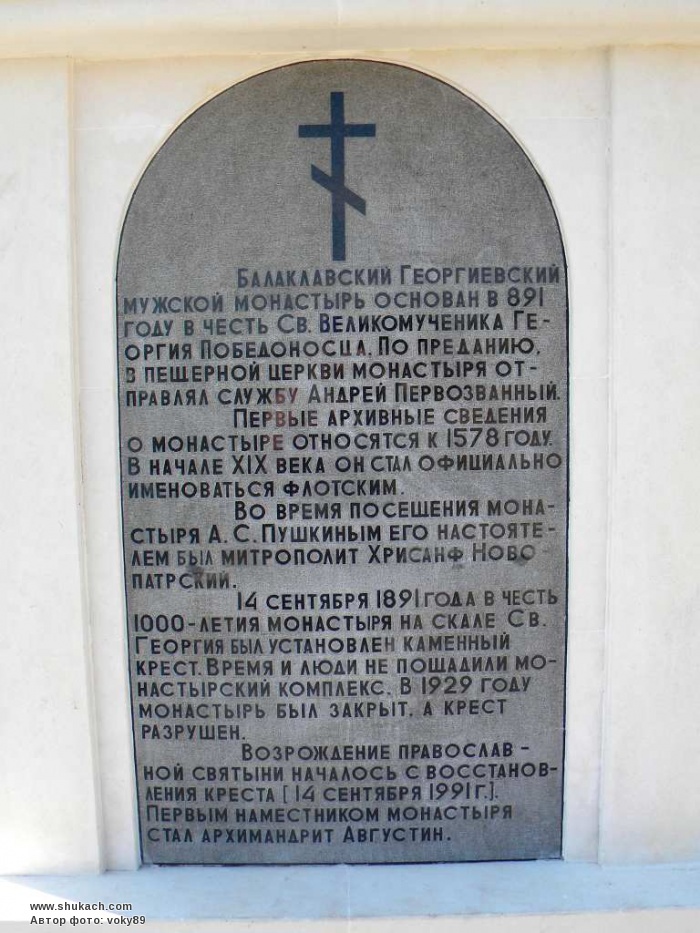 Балаклавский Георгиевский
мужской монастырь основан в 891
году в честь Св. Великомученика Ге-
оргия Победоносца. По преданию,
в пещерной церкви монастыря от-
правлял службу Андрей Первозванный.
Первые архивные сведения
о монастыре относятся к 1578 году.
В начале XIX века он стал официально
именоваться флотским.
Во время посещения мона-
стыря А. С. Пушкиным его настояте-
лем был митрополит Хрисанф Ново-
патрский.
14 сентября 1891 года в честь
1000-летия монастыря на скале Св.
Георгия был установлен каменный
крест. Время и люди не пощадили мо-
настырский комплекс. В 1929 году
монастырь был закрыт, а крест
разрушен.
Возрождение православ-
ной святыни началось с восстанов-
ления креста [14 сентября 1991 г.].
Первым наместником монастыря
стал архимандрит Августин.
www.shukach.com
Автор фото: voky89